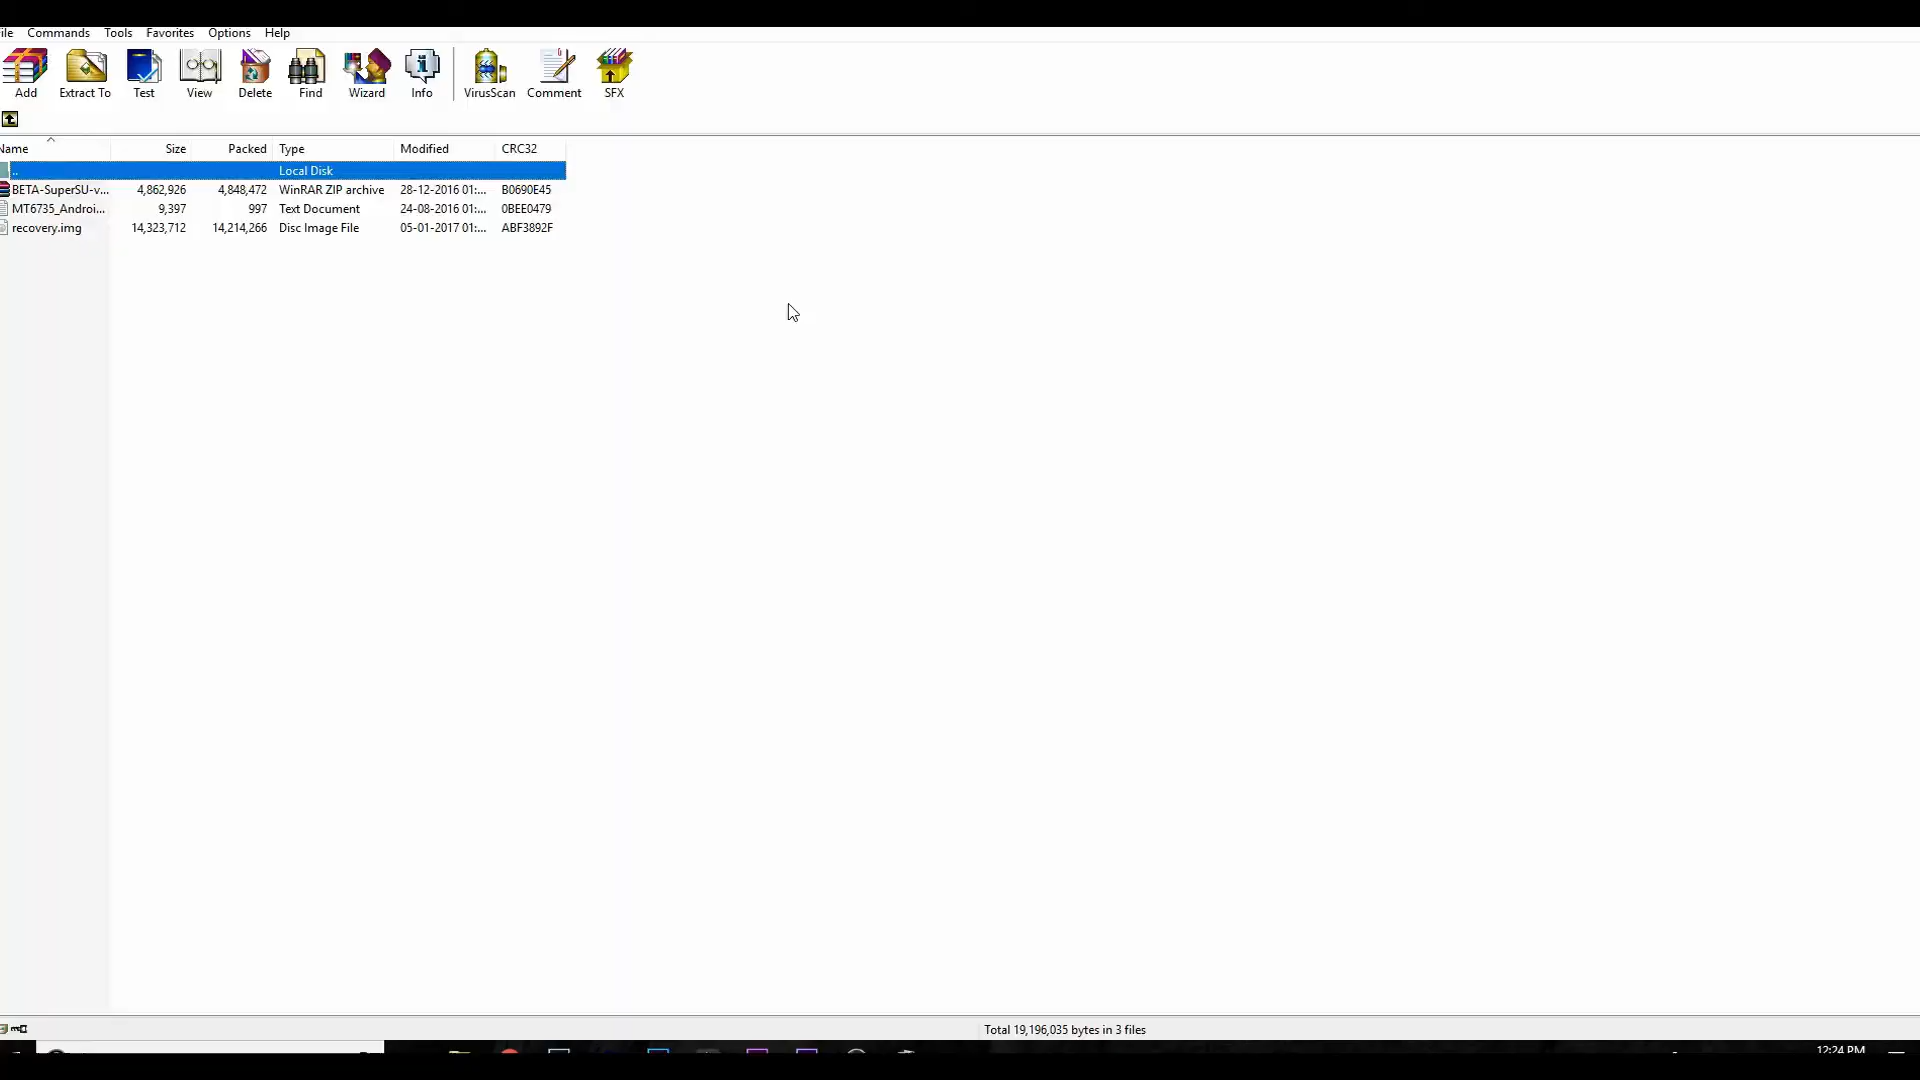 ile Commands Tools Favorites Options Help
Add Extract To Test View Delete Find Wizard Info VirusScan Comment SFX
Name Size Packed Type Modified CRC32
.. Local Disk
BETA-SuperSU-v... 4,862,926 4,848,472 WinRAR ZIP archive 28-12-2016 01:... B0690E45
MT6735_Androi... 9,397 997 Text Document 24-08-2016 01:... 0BEE0479
recovery.img 14,323,712 14,214,266 Disc Image File 05-01-2017 01:... ABF3892F
Total 19,196,035 bytes in 3 files
12:24 PM